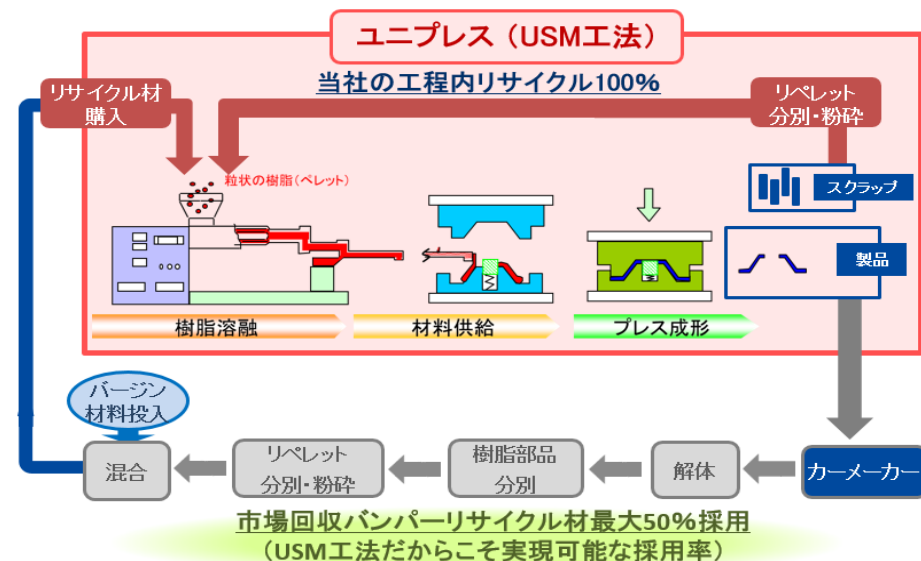 ユニプレス（USM工法）
当社の工程内リサイクル100%
リサイクル材
購入
リペレット
分別・粉砕
粒状の樹脂(ペレット)
スクラップ
製品
樹脂溶融
材料供給
プレス成形
バージン
材料投入
混合
リペレット
分別・粉砕
樹脂部品
分別
解体
カーメーカー
市場回収バンパーリサイクル材最大50%採用
（USM工法だからこそ実現可能な採用率）